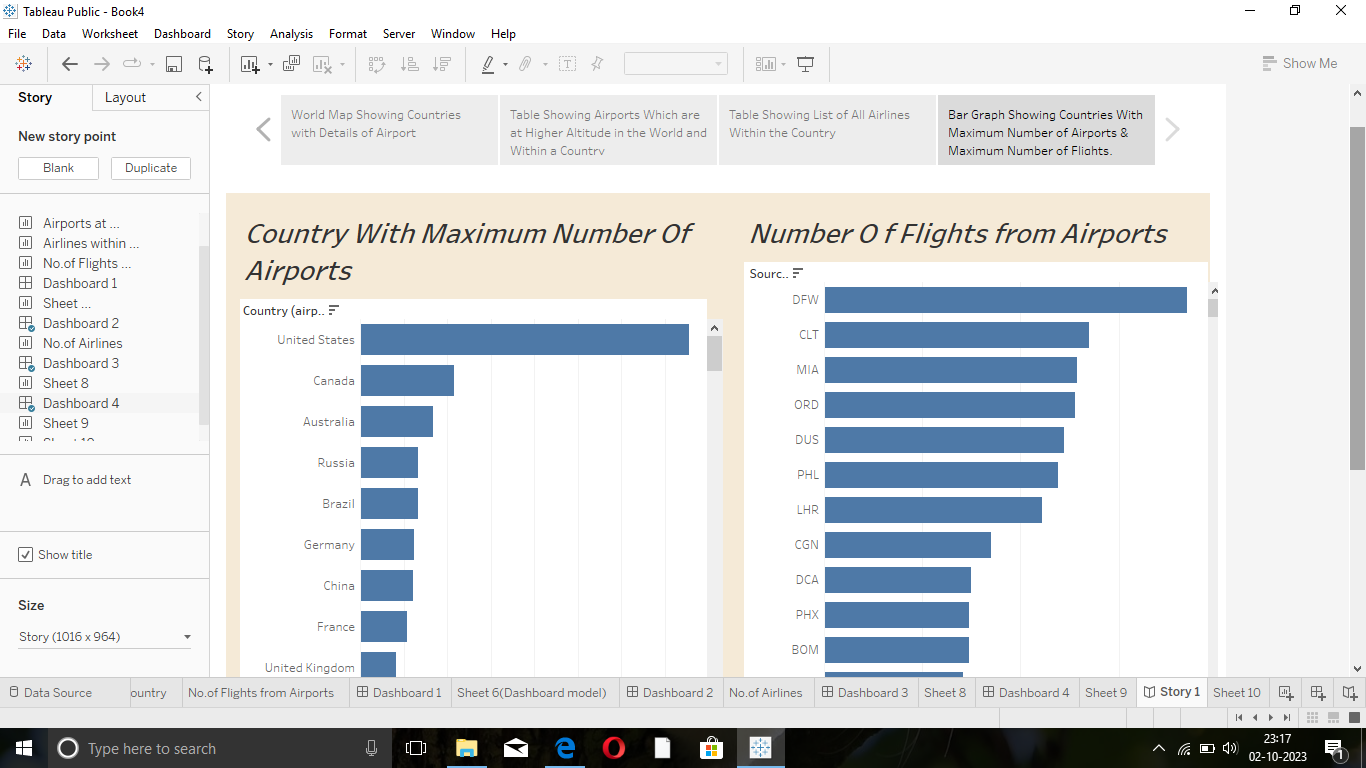 Tableau Public - Book4
File Data Worksheet Dashboard Story Analysis Format Server Window Help
Show Me
Story Layout
New story point
Blank Duplicate
Airports at ...
Airlines within ...
No.of Flights ...
Dashboard 1
Sheet ...
Dashboard 2
No.of Airlines
Dashboard 3
Sheet 8
Dashboard 4
Sheet 9
Sheet 10
A Drag to add text
Show title
Size
Story (1016 x 964)
World Map Showing Countries
with Details of Airport
Table Showing Airports Which are
at Higher Altitude in the World and
Within a Country
Table Showing List of All Airlines
Within the Country
Bar Graph Showing Countries With
Maximum Number of Airports &
Maximum Number of Flights.
Country With Maximum Number Of
Airports
Country (airp..
United States
Canada
Australia
Russia
Brazil
Germany
China
France
United Kingdom
Number O f Flights from Airports
Sourc..
DFW
CLT
MIA
ORD
DUS
PHL
LHR
CGN
DCA
PHX
BOM
Data Source ountry No.of Flights from Airports Dashboard 1 Sheet 6(Dashboard model) Dashboard 2 No.of Airlines Dashboard 3 Sheet 8 Dashboard 4 Sheet 9 Story 1 Sheet 10
Type here to search
23:17
02-10-2023
1